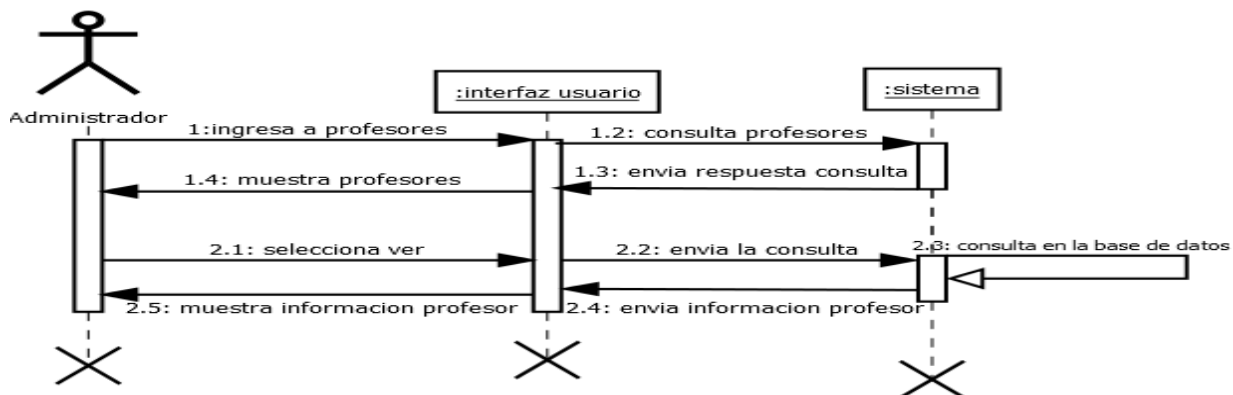 :interfaz usuario
:sistema
Administrador
1:ingresa a profesores
1.2: consulta profesores
1.3: envia respuesta consulta
1.4: muestra profesores
2.1: selecciona ver
2.2: envia la consulta
2.3: consulta en la base de datos
2.5: muestra informacion profesor
2.4: envia informacion profesor